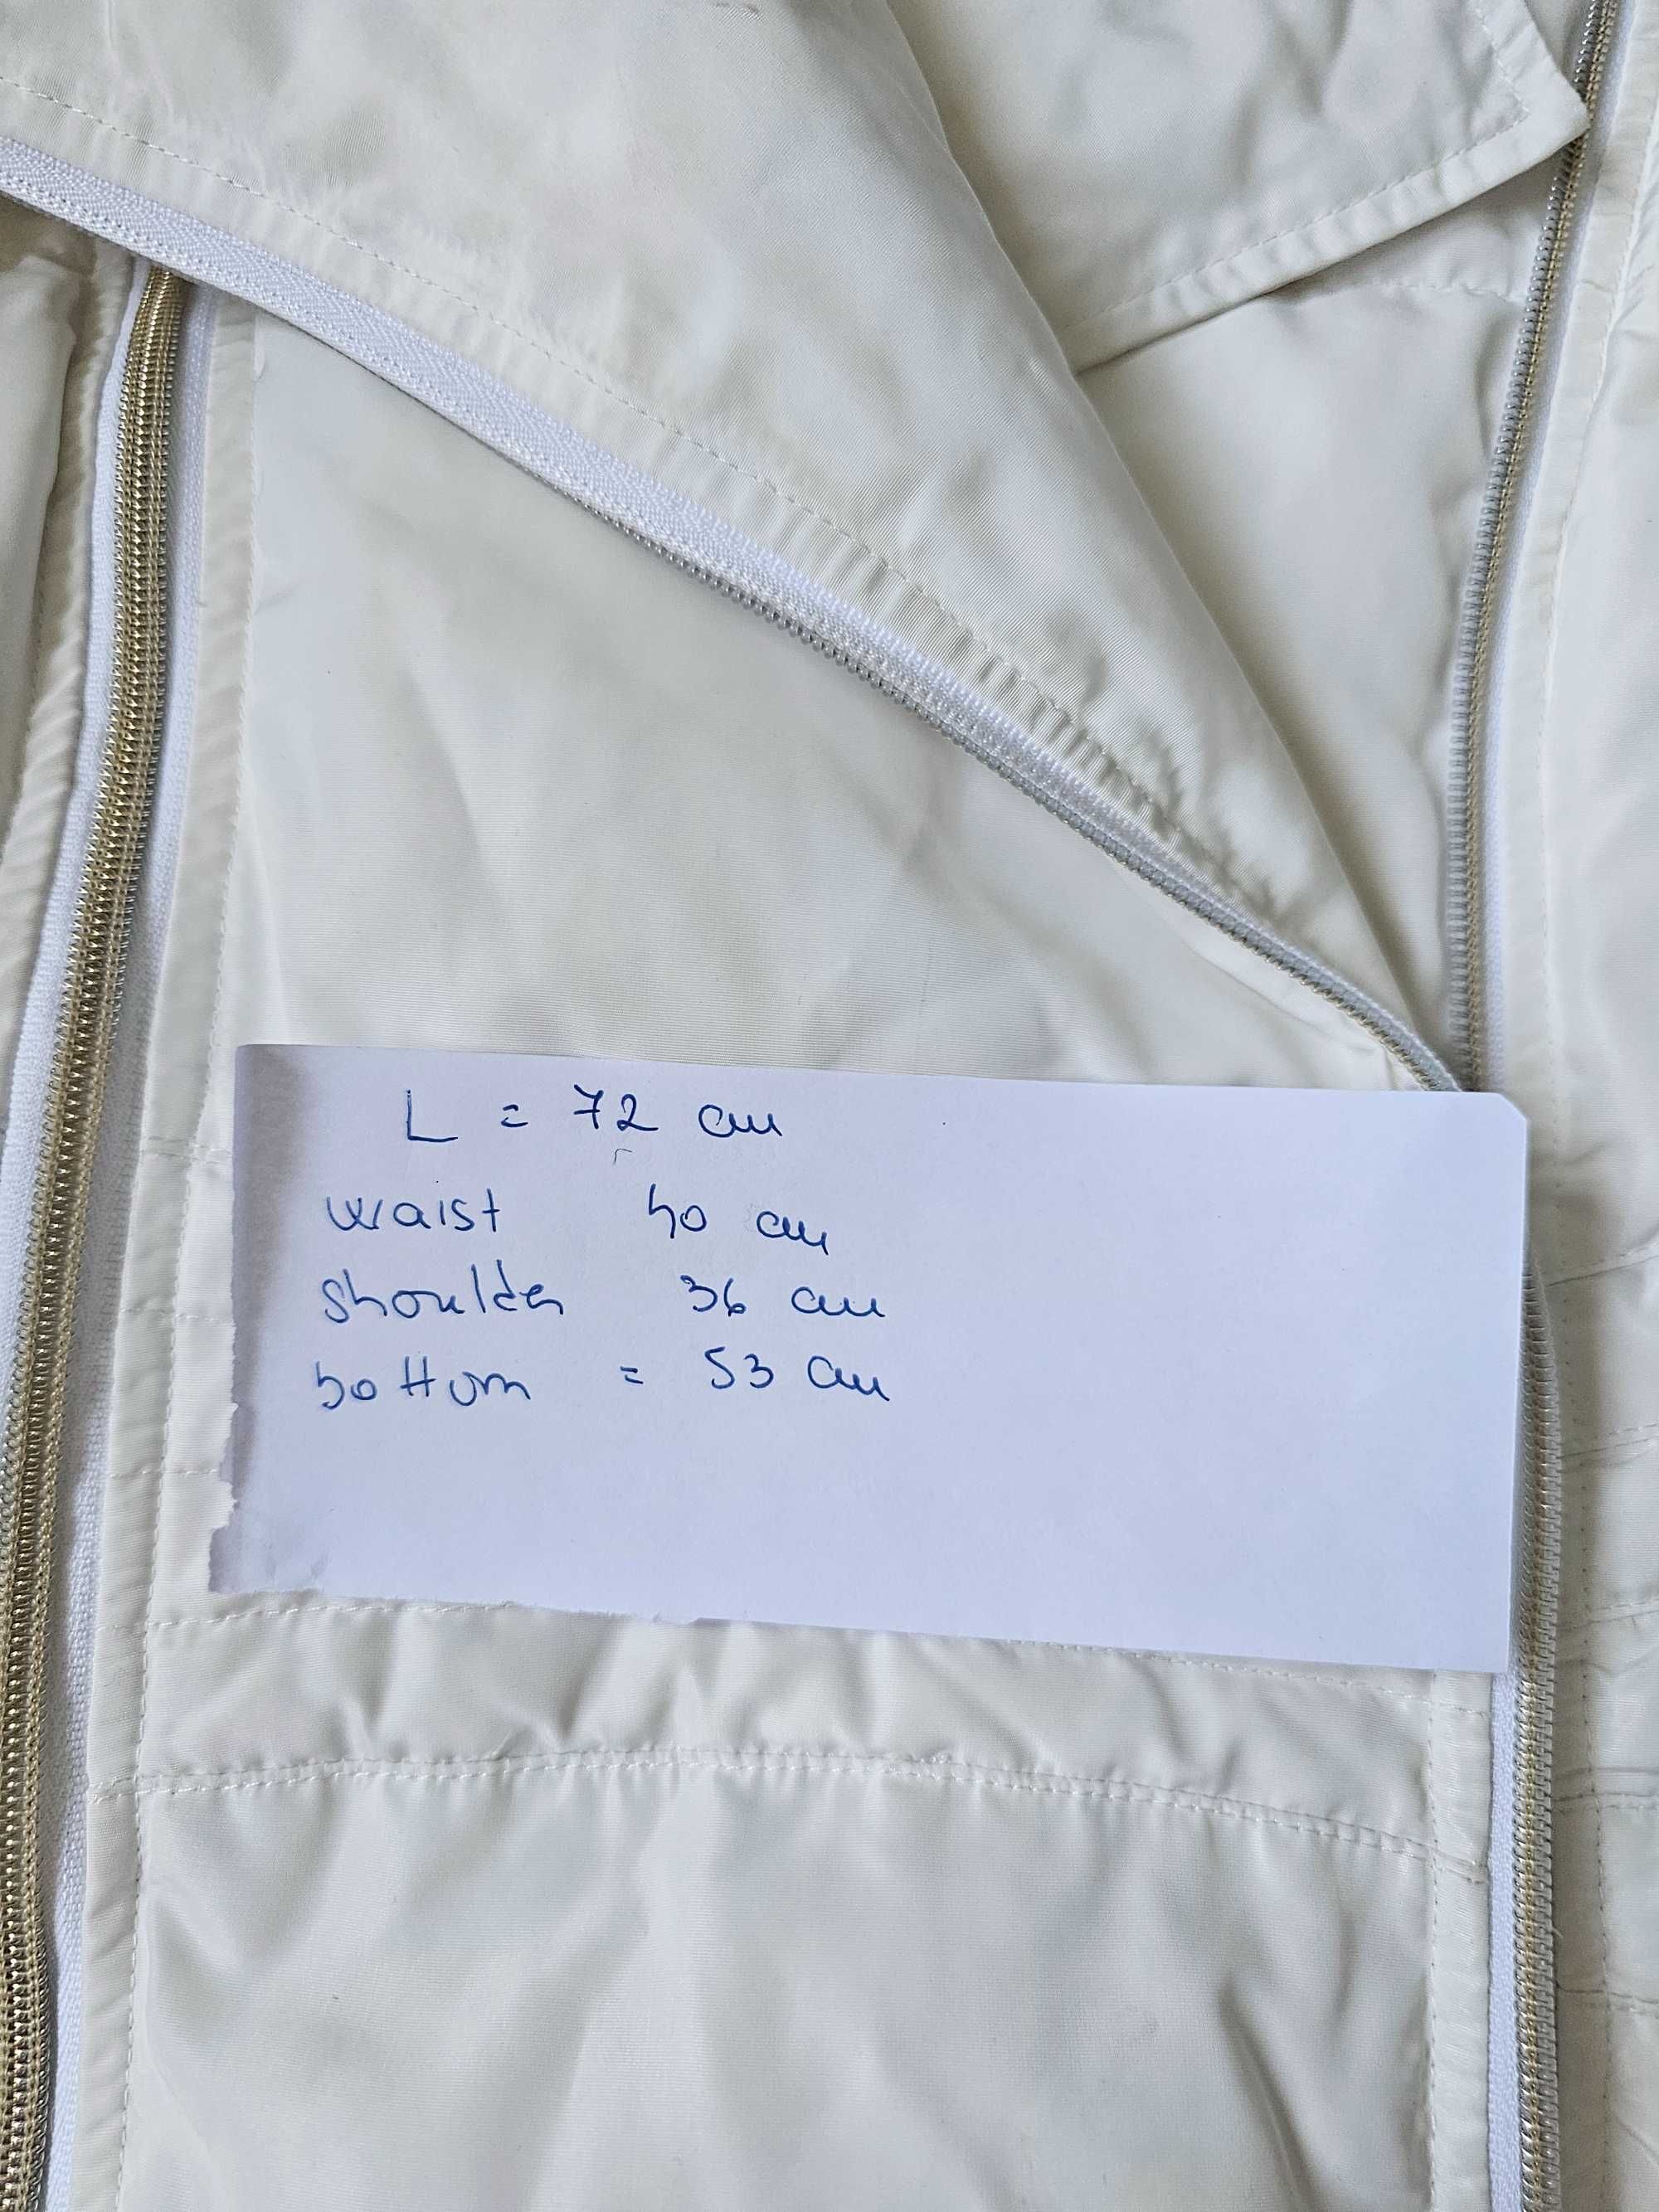 L = 72 cm
waist 40 cm
shoulder 36 cm
bottom = 53 cm